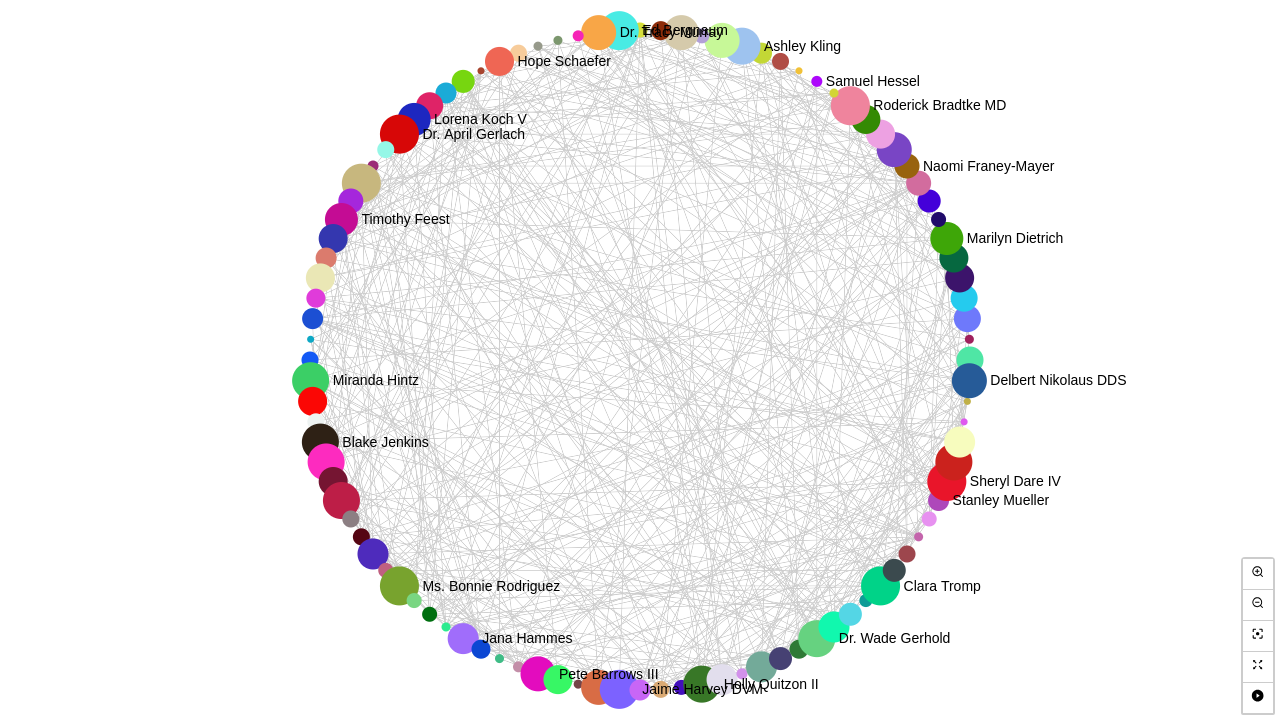 Dr. Tracy Murray
Ed Bergnaum
Ashley Kling
Hope Schaefer
Samuel Hessel
Roderick Bradtke MD
Lorena Koch V
Dr. April Gerlach
Naomi Franey-Mayer
Timothy Feest
Marilyn Dietrich
Miranda Hintz
Delbert Nikolaus DDS
Blake Jenkins
Sheryl Dare IV
Stanley Mueller
Ms. Bonnie Rodriguez
Clara Tromp
Jana Hammes
Dr. Wade Gerhold
Pete Barrows III
Holly Quitzon II
Jaime Harvey DVM